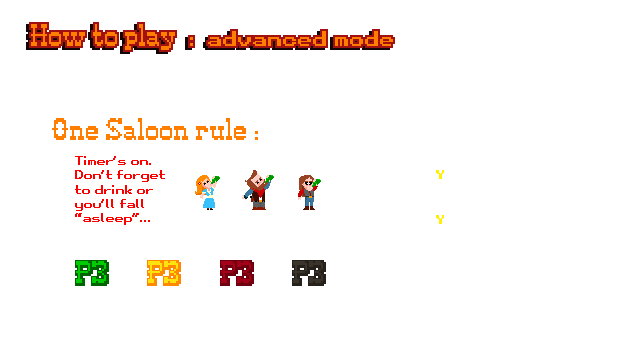 How to play : advanced mode
One Saloon rule :
Timer's on.
Don't forget
to drink or
you'll fall
"asleep"...
Y
Y
P3 P3 P3 P3